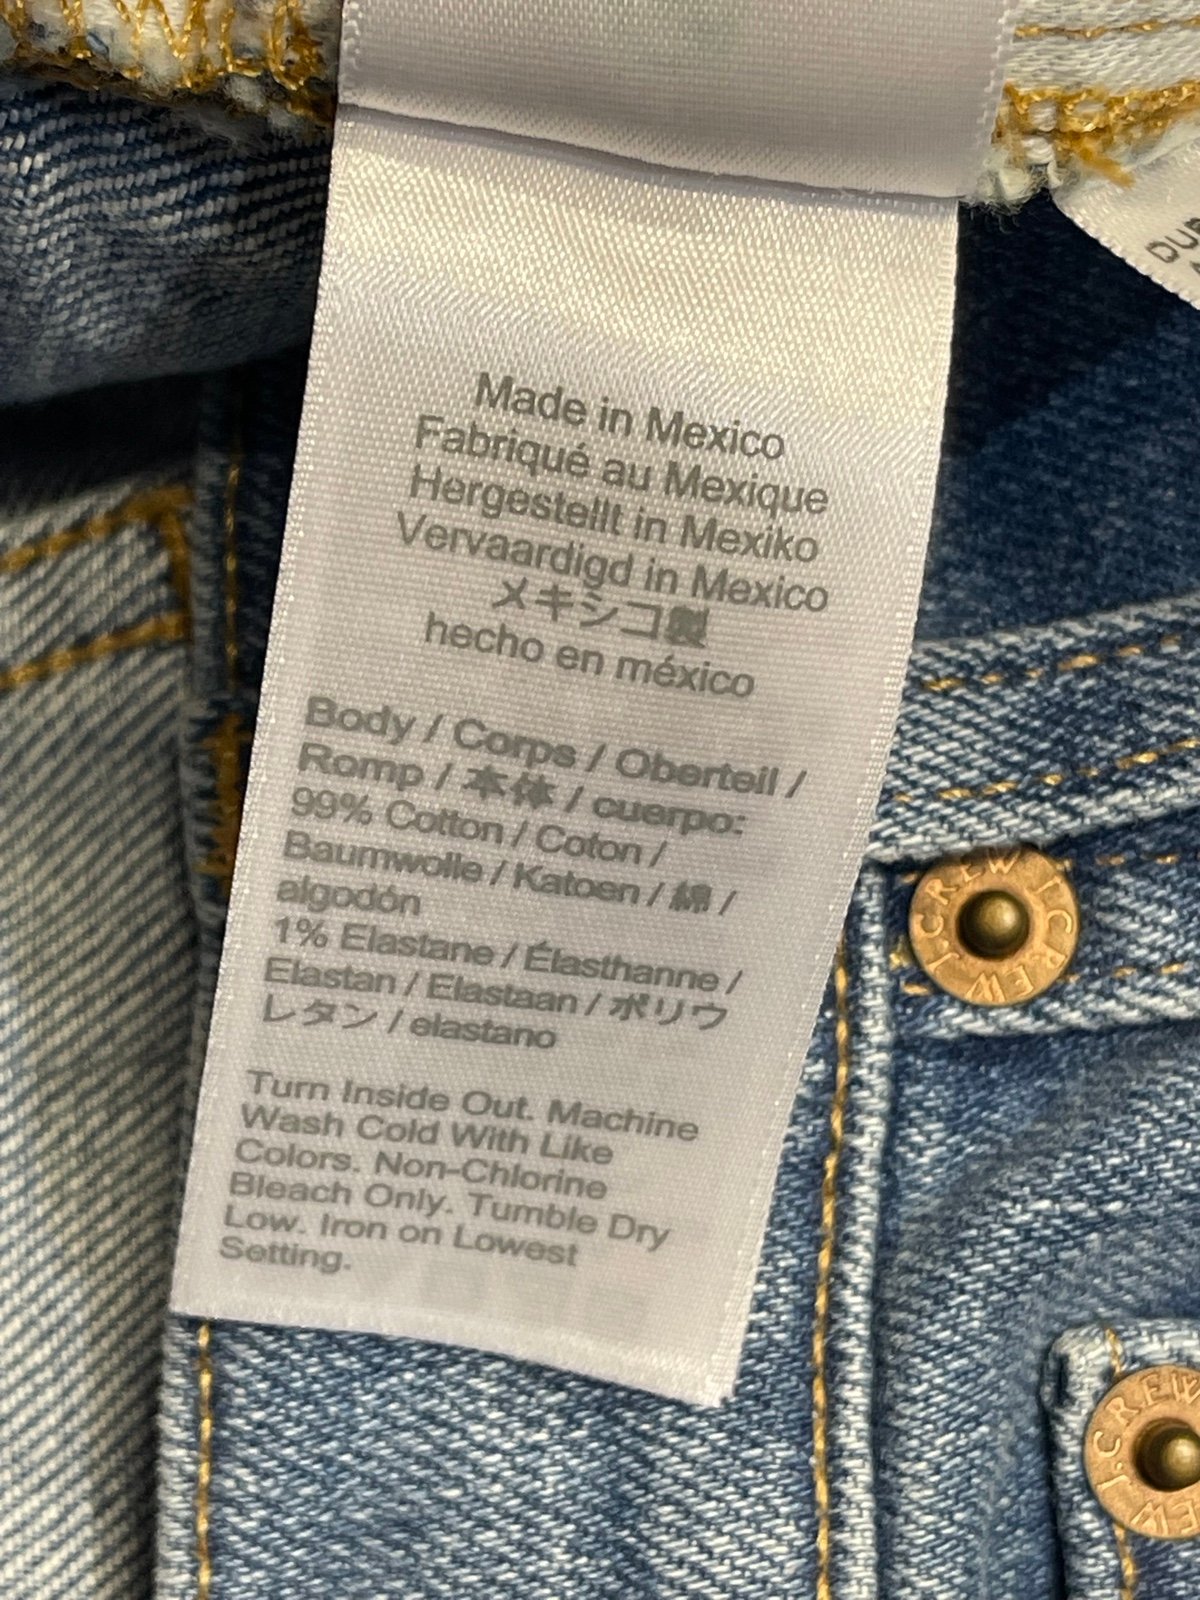 Made in Mexico
Fabriqué au Mexique
Hergestellt in Mexiko
Vervaardigd in Mexico
メキシコ製
hecho en méxico
Body / Corps / Oberteil /
Romp / 本体 / cuerpo:
99% Cotton / Coton /
Baumwolle / Katoen / 綿 /
algodón
1% Elastane / Élasthanne /
Elastan / Elastaan / ポリウ
レタン / elastano
Turn Inside Out. Machine
Wash Cold With Like
Colors. Non-Chlorine
Bleach Only. Tumble Dry
Low. Iron on Lowest
Setting.
J.CREW J.CREW
J.CREW